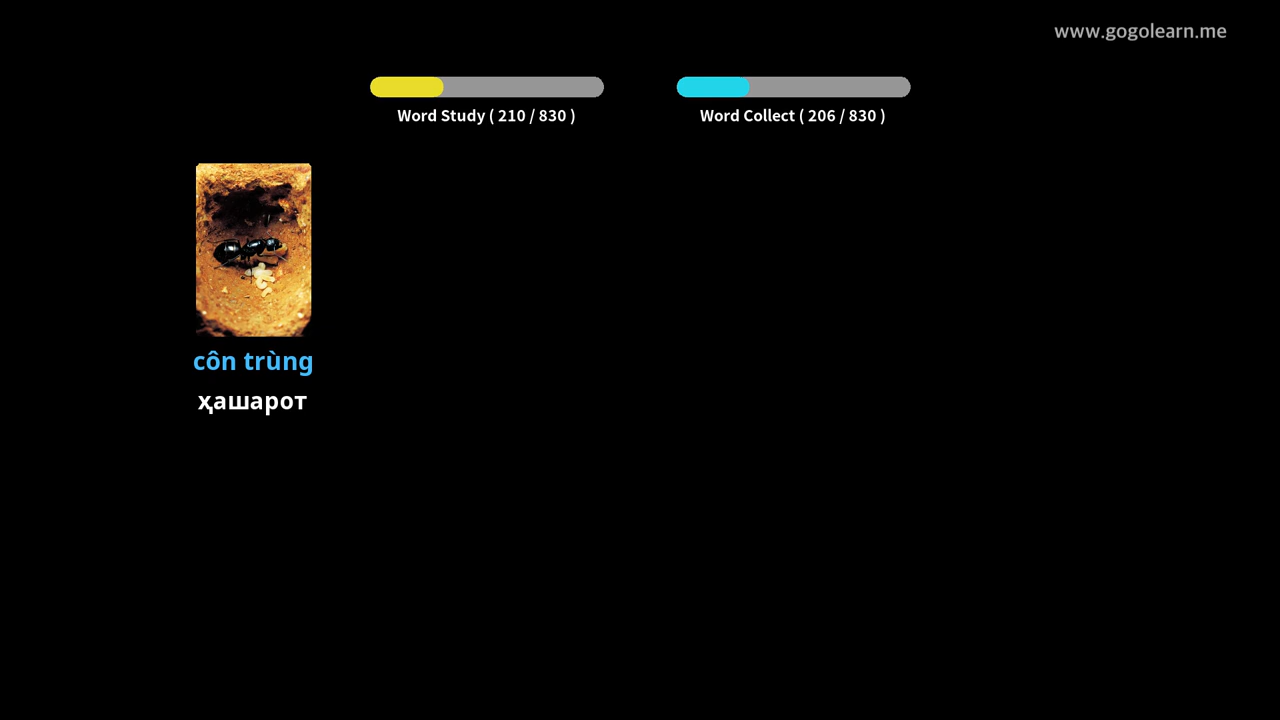 www.gogolearn.me
Word Study ( 210 / 830 )
Word Collect ( 206 / 830 )
côn trùng
ҳашарот